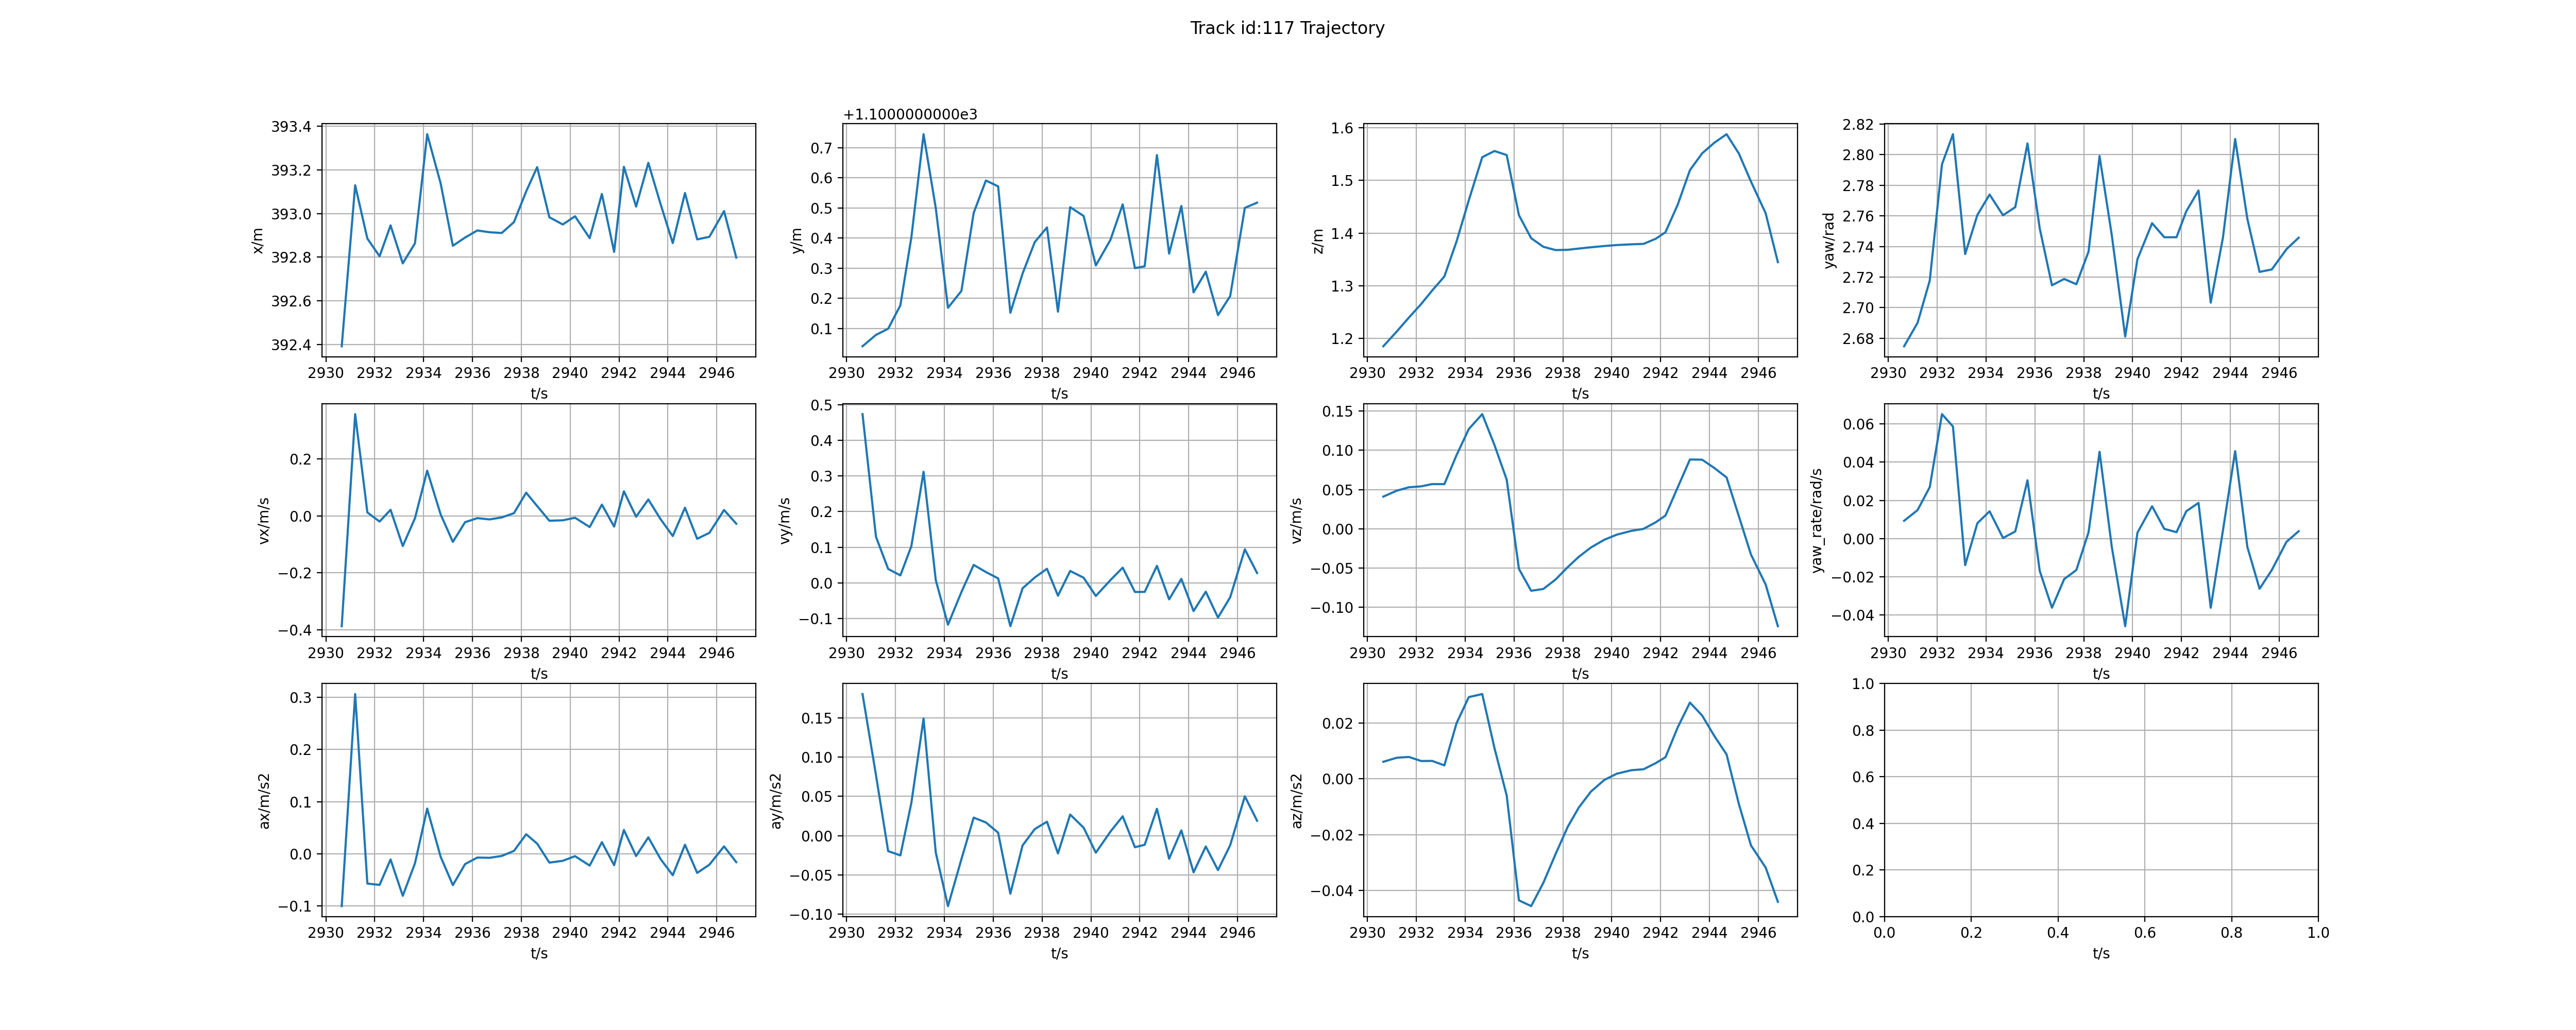 Track id:117 Trajectory
+1.1000000000e3
393.4
393.2
393.0
392.8
392.6
392.4
x/m
2930 2932 2934 2936 2938 2940 2942 2944 2946
t/s
0.7
0.6
0.5
0.4
0.3
0.2
0.1
y/m
2930 2932 2934 2936 2938 2940 2942 2944 2946
t/s
1.6
1.5
1.4
1.3
1.2
z/m
2930 2932 2934 2936 2938 2940 2942 2944 2946
t/s
2.82
2.80
2.78
2.76
2.74
2.72
2.70
2.68
yaw/rad
2930 2932 2934 2936 2938 2940 2942 2944 2946
t/s
0.2
0.0
−0.2
−0.4
vx/m/s
2930 2932 2934 2936 2938 2940 2942 2944 2946
t/s
0.5
0.4
0.3
0.2
0.1
0.0
−0.1
vy/m/s
2930 2932 2934 2936 2938 2940 2942 2944 2946
t/s
0.15
0.10
0.05
0.00
−0.05
−0.10
vz/m/s
2930 2932 2934 2936 2938 2940 2942 2944 2946
t/s
0.06
0.04
0.02
0.00
−0.02
−0.04
yaw_rate/rad/s
2930 2932 2934 2936 2938 2940 2942 2944 2946
t/s
0.3
0.2
0.1
0.0
−0.1
ax/m/s2
2930 2932 2934 2936 2938 2940 2942 2944 2946
t/s
0.15
0.10
0.05
0.00
−0.05
−0.10
ay/m/s2
2930 2932 2934 2936 2938 2940 2942 2944 2946
t/s
0.02
0.00
−0.02
−0.04
az/m/s2
2930 2932 2934 2936 2938 2940 2942 2944 2946
t/s
1.0
0.8
0.6
0.4
0.2
0.0
0.0 0.2 0.4 0.6 0.8 1.0
t/s